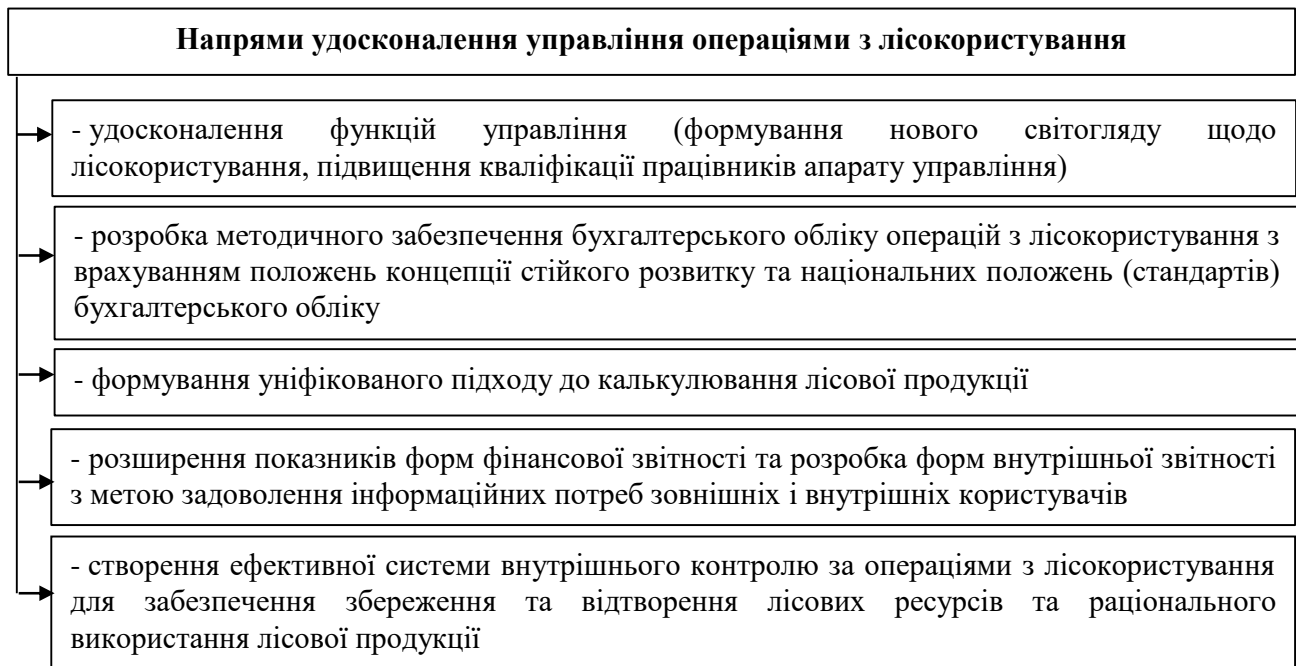 Напрями удосконалення управління операціями з лісокористування
- удосконалення функцій управління (формування нового світогляду щодо
лісокористування, підвищення кваліфікації працівників апарату управління)
- розробка методичного забезпечення бухгалтерського обліку операцій з лісокористування з
врахуванням положень концепції стійкого розвитку та національних положень (стандартів)
бухгалтерського обліку
- формування уніфікованого підходу до калькулювання лісової продукції
- розширення показників форм фінансової звітності та розробка форм внутрішньої звітності
з метою задоволення інформаційних потреб зовнішніх і внутрішніх користувачів
- створення ефективної системи внутрішнього контролю за операціями з лісокористування
для забезпечення збереження та відтворення лісових ресурсів та раціонального
використання лісової продукції